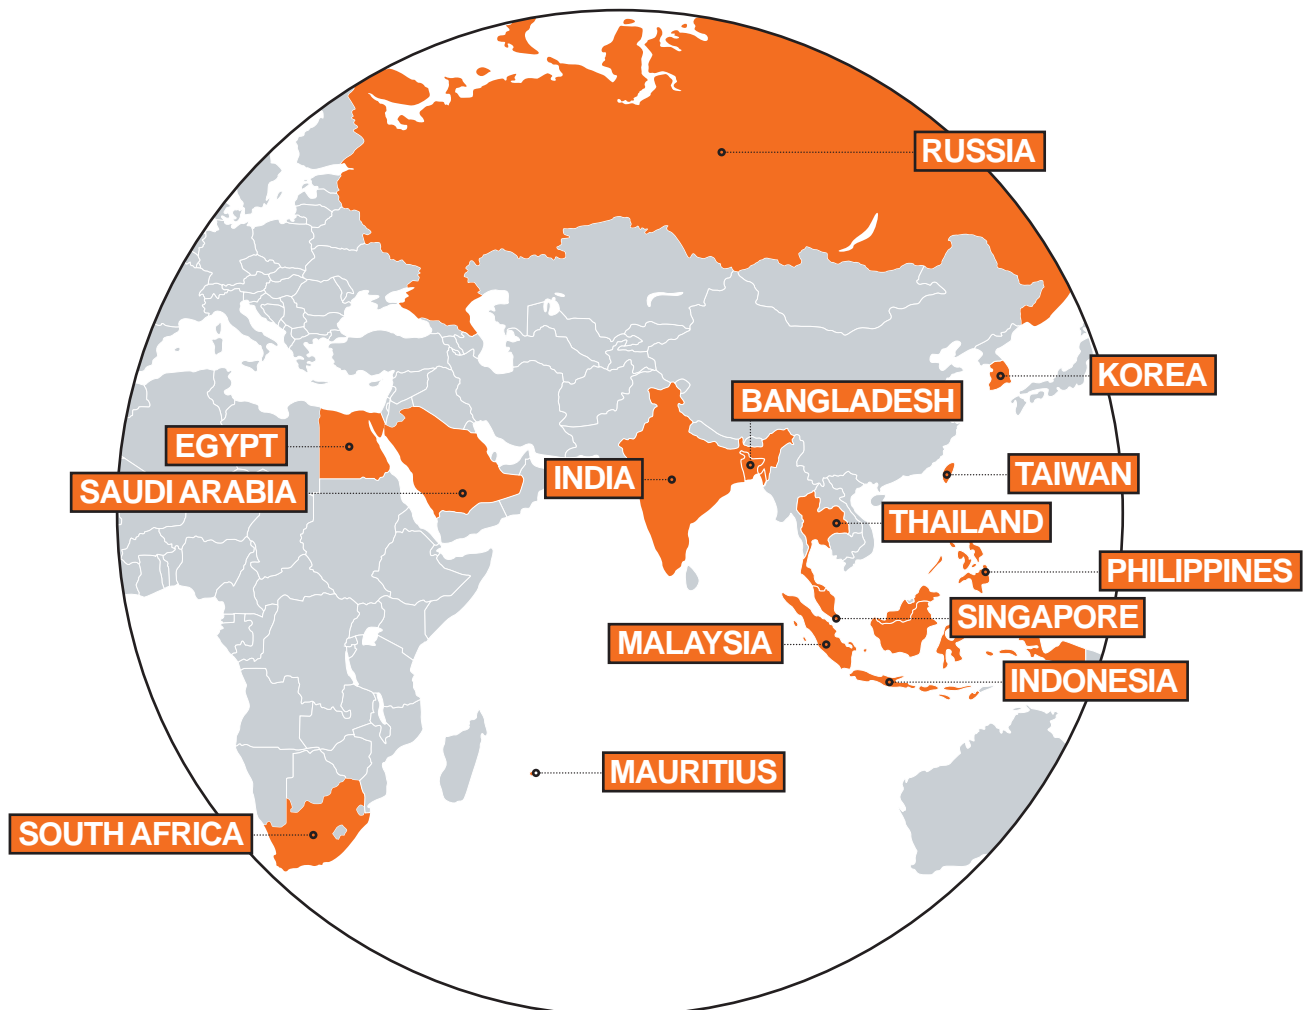 RUSSIA
KOREA
BANGLADESH
EGYPT
INDIA
TAIWAN
SAUDI ARABIA
THAILAND
PHILIPPINES
SINGAPORE
MALAYSIA
INDONESIA
MAURITIUS
SOUTH AFRICA